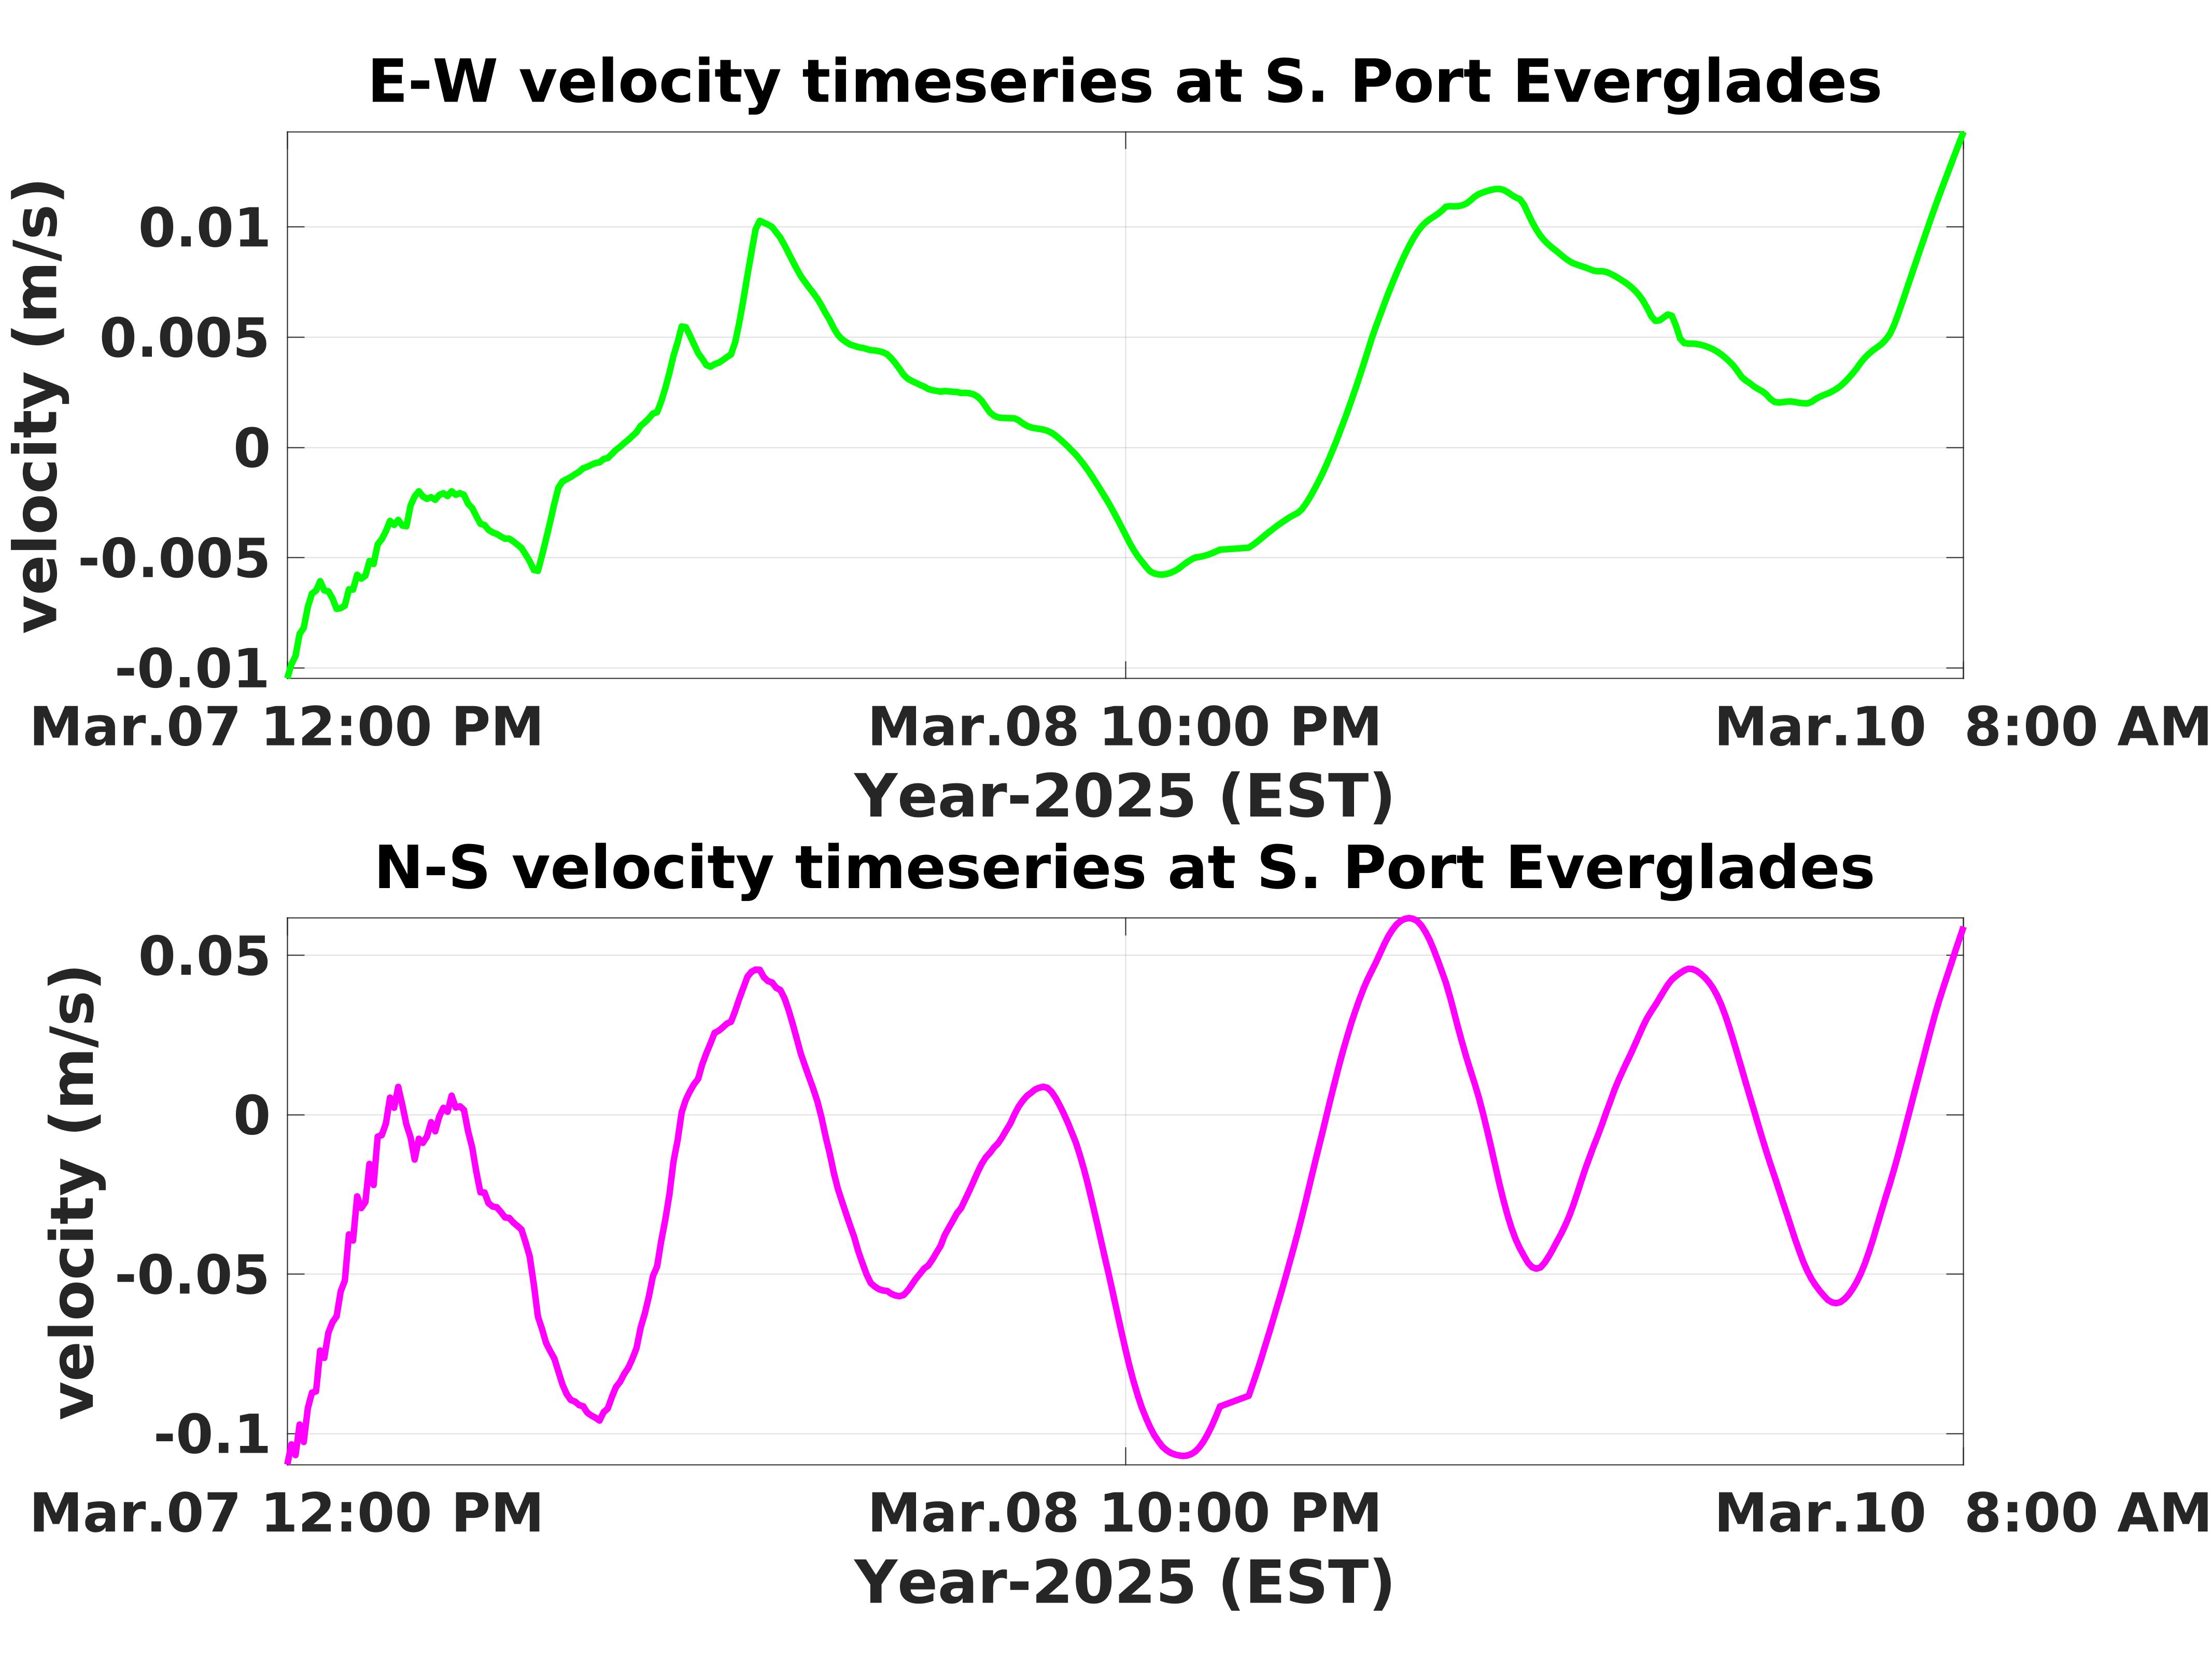 E-W velocity timeseries at S. Port Everglades
velocity (m/s)
0.01
0.005
0
-0.005
-0.01
Mar.07 12:00 PM
Mar.08 10:00 PM
Mar.10 8:00 AM
Year-2025 (EST)
N-S velocity timeseries at S. Port Everglades
velocity (m/s)
0.05
0
-0.05
-0.1
Mar.07 12:00 PM
Mar.08 10:00 PM
Mar.10 8:00 AM
Year-2025 (EST)